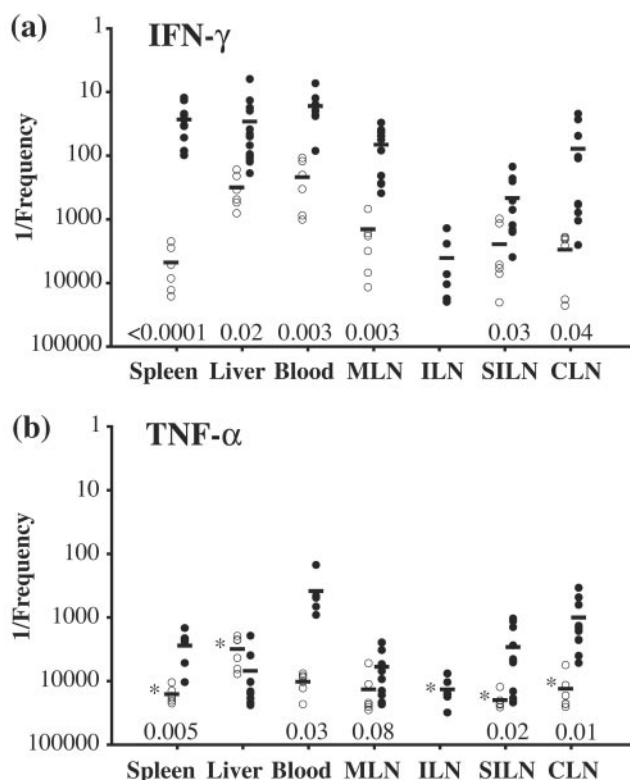 (a) IFN-γ
1
10
100
1000
10000
100000
1/Frequency
<0.0001 0.02 0.003 0.003 0.03 0.04
Spleen Liver Blood MLN ILN SILN CLN
(b) TNF-α
1
10
100
1000
10000
100000
1/Frequency
* * * * *
0.005 0.03 0.08 0.02 0.01
Spleen Liver Blood MLN ILN SILN CLN